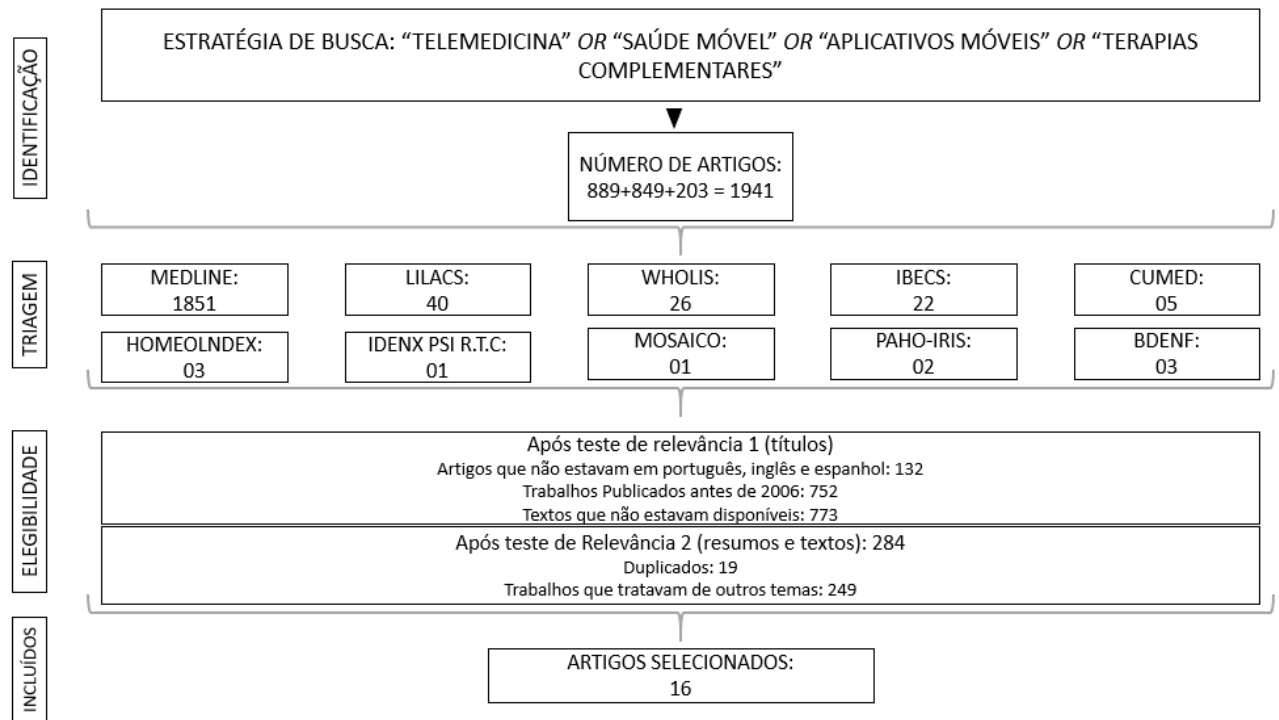 IDENTIFICAÇÃO
ESTRATÉGIA DE BUSCA: “TELEMEDICINA” OR “SAÚDE MÓVEL” OR “APLICATIVOS MÓVEIS” OR “TERAPIAS
COMPLEMENTARES”
NÚMERO DE ARTIGOS:
889+849+203 = 1941
TRIAGEM
MEDLINE:
1851
LILACS:
40
WHOLIS:
26
IBECS:
22
CUMED:
05
HOMEOLNDEX:
03
IDENX PSI R.T.C:
01
MOSAICO:
01
PAHO-IRIS:
02
BDENF:
03
ELEGIBILIDADE
Após teste de relevância 1 (títulos)
Artigos que não estavam em português, inglês e espanhol: 132
Trabalhos Publicados antes de 2006: 752
Textos que não estavam disponíveis: 773
Após teste de Relevância 2 (resumos e textos): 284
Duplicados: 19
Trabalhos que tratavam de outros temas: 249
INCLUÍDOS
ARTIGOS SELECIONADOS:
16